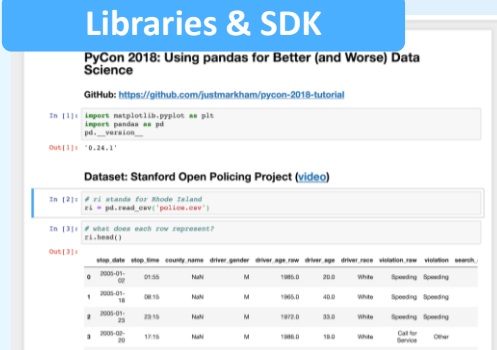 Libraries & SDK
PyCon 2018: Using pandas for Better (and Worse) Data
Science
GitHub: https://github.com/justmarkham/pycon-2018-tutorial
In [1]: import matplotlib.pyplot as plt
import pandas as pd
pd.__version__
Out[1]: '0.24.1'
Dataset: Stanford Open Policing Project (video)
In [2]: # ri stands for Rhode Island
ri = pd.read_csv('police.csv')
In [3]: # what does each row represent?
ri.head()
Out[3]:
stop_date stop_time county_name driver_gender driver_age_raw driver_age driver_race violation_raw violation search_
0 2005-01-02 01:55 NaN M 1985.0 20.0 White Speeding Speeding
1 2005-01-18 08:15 NaN M 1965.0 40.0 White Speeding Speeding
2 2005-01-23 23:15 NaN M 1972.0 33.0 White Speeding Speeding
3 2005-02-20 17:15 NaN M 1986.0 19.0 White Call for Service Other